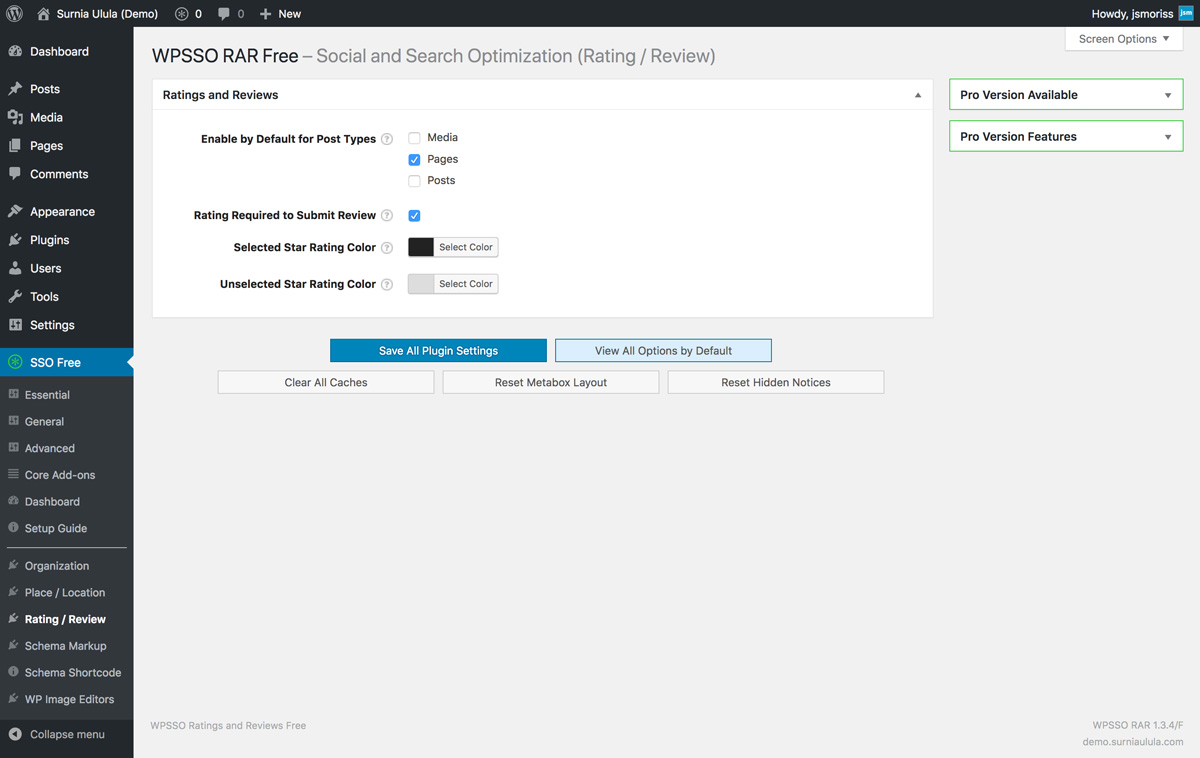 Surnia Ulula (Demo) 0 0 New Howdy, jsmoriss jsm
Screen Options
Dashboard
Posts
Media
Pages
Comments
Appearance
Plugins
Users
Tools
Settings
SSO Free
Essential
General
Advanced
Core Add-ons
Dashboard
Setup Guide
Organization
Place / Location
Rating / Review
Schema Markup
Schema Shortcode
WP Image Editors
Collapse menu
WPSSO RAR Free – Social and Search Optimization (Rating / Review)
Ratings and Reviews
Enable by Default for Post Types ? Media
Pages
Posts
Rating Required to Submit Review ?
Selected Star Rating Color ? Select Color
Unselected Star Rating Color ? Select Color
Save All Plugin Settings View All Options by Default
Clear All Caches Reset Metabox Layout Reset Hidden Notices
Pro Version Available
Pro Version Features
WPSSO Ratings and Reviews Free WPSSO RAR 1.3.4/F
demo.surniaulula.com